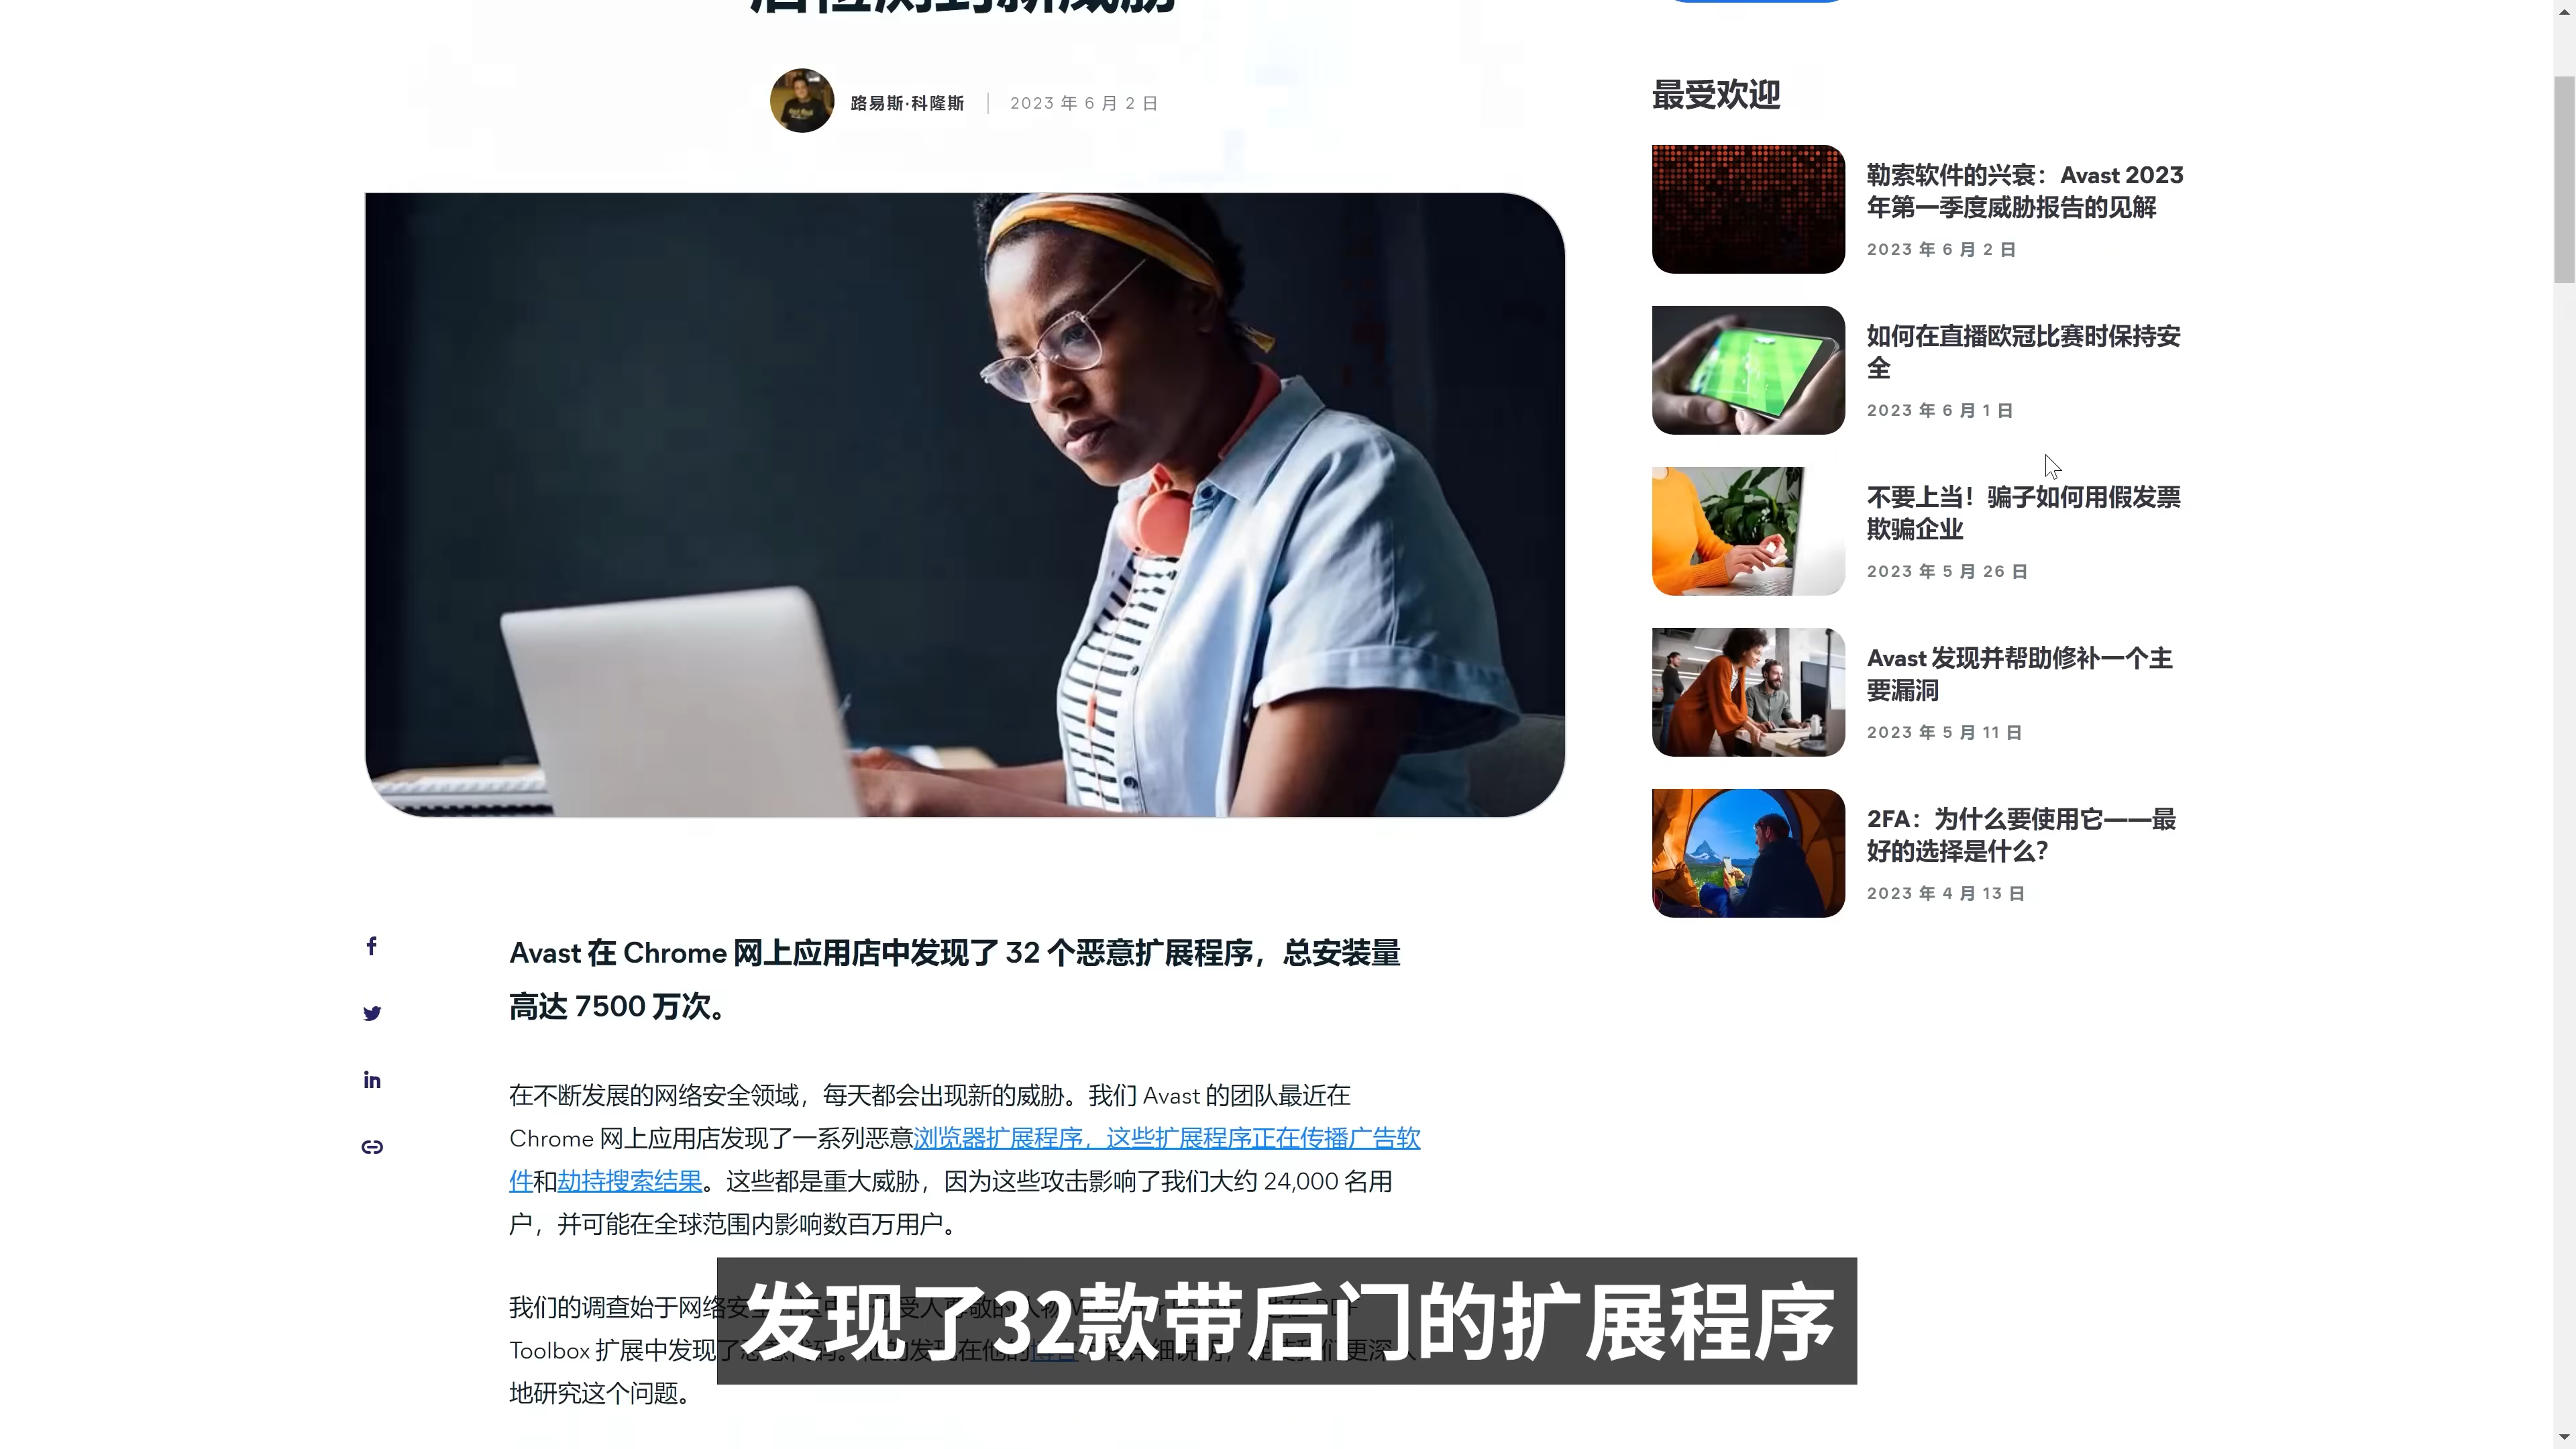 路易斯·科隆斯
2023 年 6 月 2 日
最受欢迎
勒索软件的兴衰：Avast 2023
年第一季度威胁报告的见解
2023 年 6 月 2 日
如何在直播欧冠比赛时保持安
全
2023 年 6 月 1 日
不要上当！骗子如何用假发票
欺骗企业
2023 年 5 月 26 日
Avast 发现并帮助修补一个主
要漏洞
2023 年 5 月 11 日
2FA：为什么要使用它——最
好的选择是什么？
2023 年 4 月 13 日
Avast 在 Chrome 网上应用店中发现了 32 个恶意扩展程序，总安装量
高达 7500 万次。
在不断发展的网络安全领域，每天都会出现新的威胁。我们 Avast 的团队最近在
Chrome 网上应用店发现了一系列恶意浏览器扩展程序，这些扩展程序正在传播广告软
件和劫持搜索结果。这些都是重大威胁，因为这些攻击影响了我们大约 24,000 名用
户，并可能在全球范围内影响数百万用户。
我们的调查始于网络
Toolbox 扩展中发现
地研究这个问题。
发现了32款带后门的扩展程序